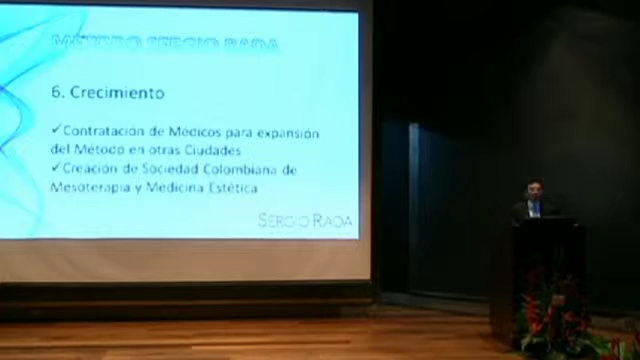 MÉTODO SERGIO RADA
6. Crecimiento
✓Contratación de Médicos para expansión
del Método en otras Ciudades
✓Creación de Sociedad Colombiana de
Mesoterapia y Medicina Estética
SERGIO RADA